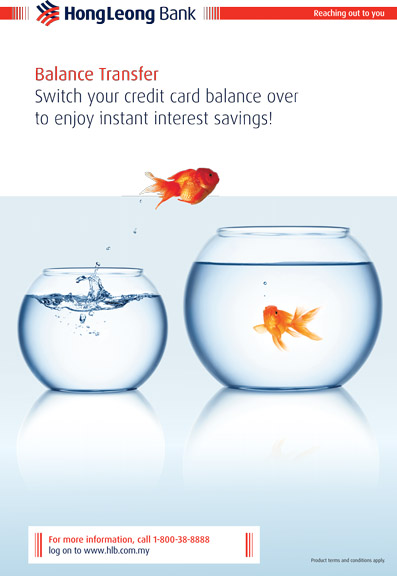 HongLeong Bank
Reaching out to you
Balance Transfer
Switch your credit card balance over
to enjoy instant interest savings!
For more information, call 1-800-38-8888
log on to www.hlb.com.my
Product terms and conditions apply.